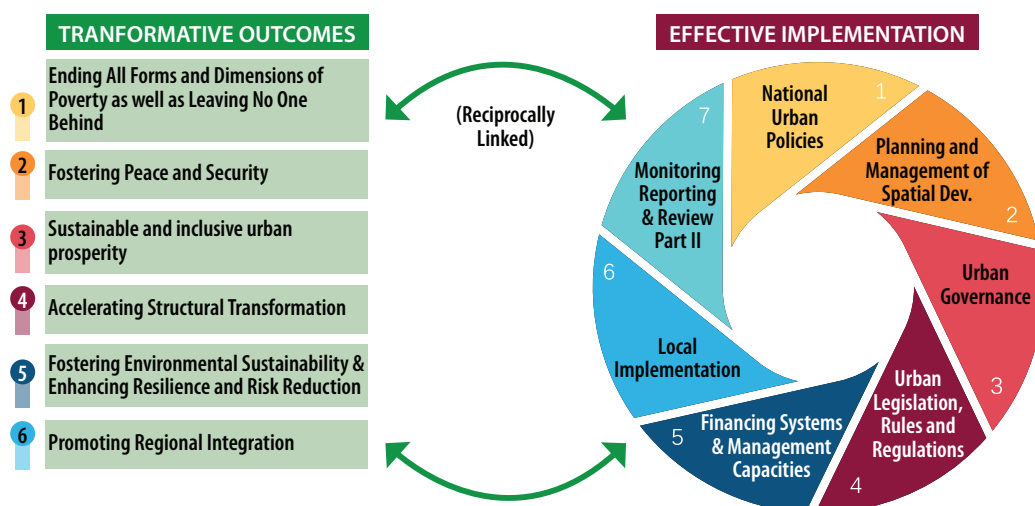 TRANFORMATIVE OUTCOMES
1
Ending All Forms and Dimensions of
Poverty as well as Leaving No One
Behind
2
Fostering Peace and Security
3
Sustainable and inclusive urban
prosperity
4
Accelerating Structural Transformation
5
Fostering Environmental Sustainability &
Enhancing Resilience and Risk Reduction
6
Promoting Regional Integration
(Reciprocally
Linked)
EFFECTIVE IMPLEMENTATION
1
National
Urban
Policies
2
Planning and
Management of
Spatial Dev.
3
Urban
Governance
4
Urban
Legislation,
Rules and
Regulations
5
Financing Systems
& Management
Capacities
6
Local
Implementation
7
Monitoring
Reporting
& Review
Part II